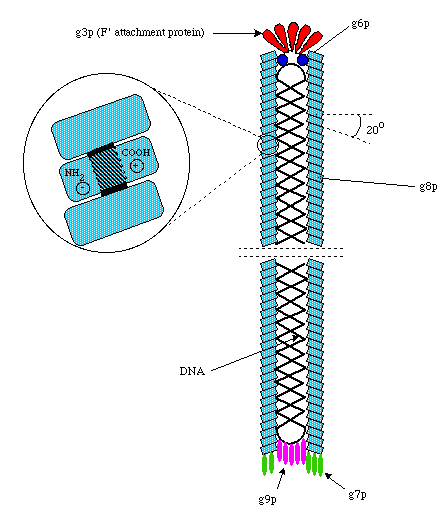 g6p
g3p (F' attachment protein)
20°
COOH
+
NH2
-
g8p
DNA
g9p
g7p